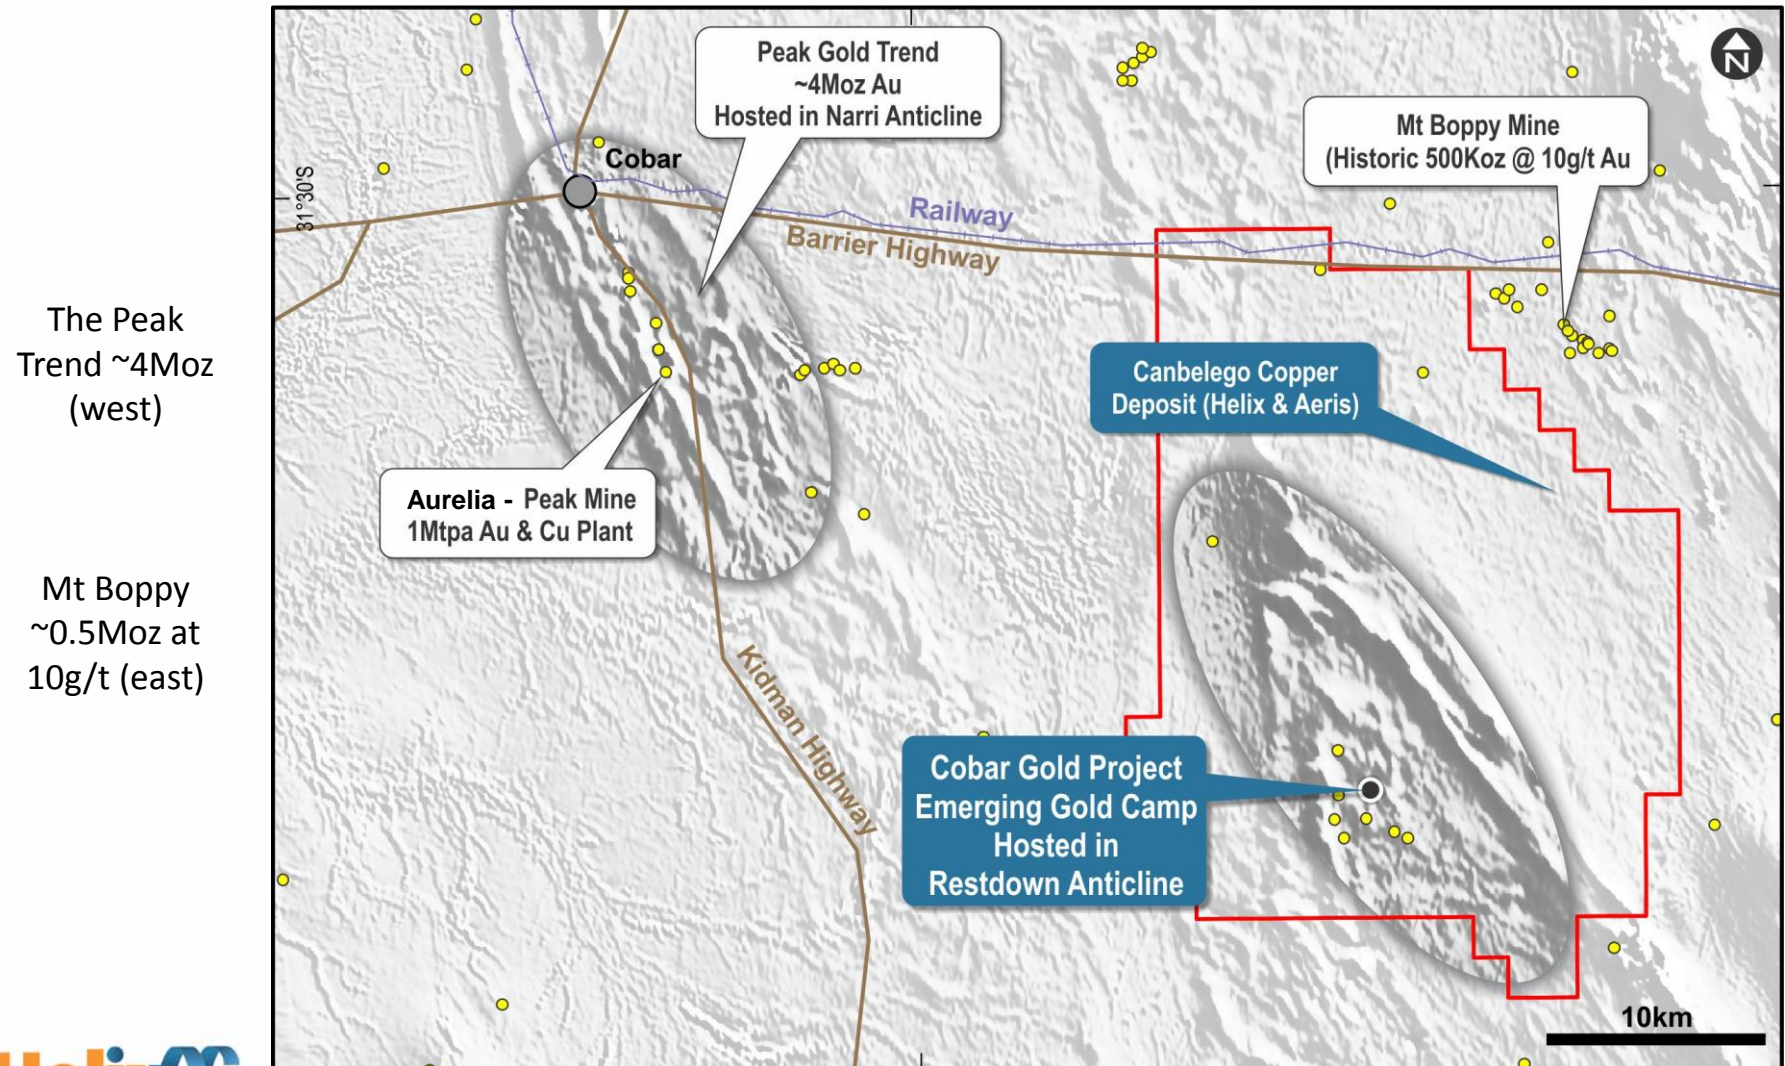 The Peak
Trend ~4Moz
(west)
Mt Boppy
~0.5Moz at
10g/t (east)
Peak Gold Trend
~4Moz Au
Hosted in Narri Anticline
N
Mt Boppy Mine
(Historic 500Koz @ 10g/t Au
Cobar
31°30'S
Railway
Barrier Highway
Canbelego Copper
Deposit (Helix & Aeris)
Aurelia - Peak Mine
1Mtpa Au & Cu Plant
Kidman Highway
Cobar Gold Project
Emerging Gold Camp
Hosted in
Restdown Anticline
10km